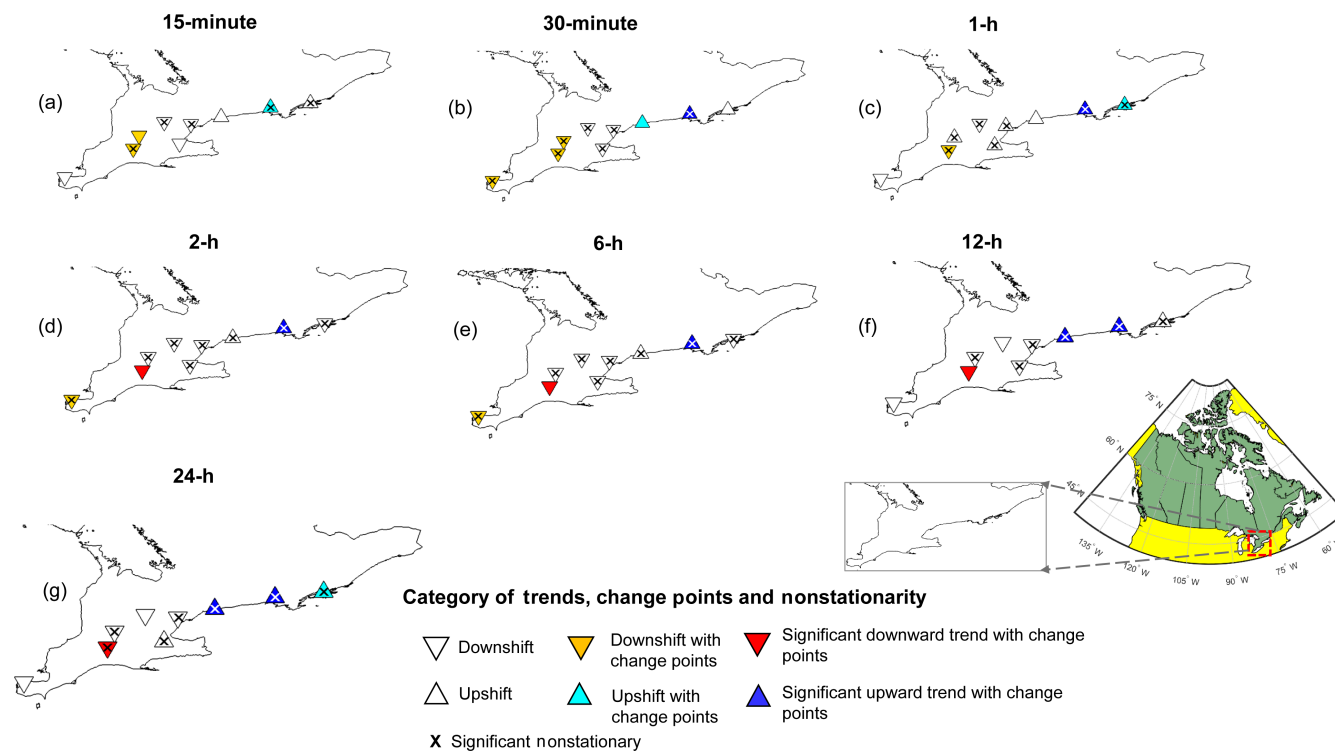 15-minute
30-minute
1-h
(a)
(b)
(c)
2-h
6-h
12-h
(d)
(e)
(f)
24-h
(g)
75° N
60° N
45° N
135° W
120° W
105° W
90° W
75° W
Category of trends, change points and nonstationarity
Downshift
Downshift with
change points
Significant downward trend with change
points
Upshift
Upshift with
change points
Significant upward trend with change
points
X Significant nonstationary